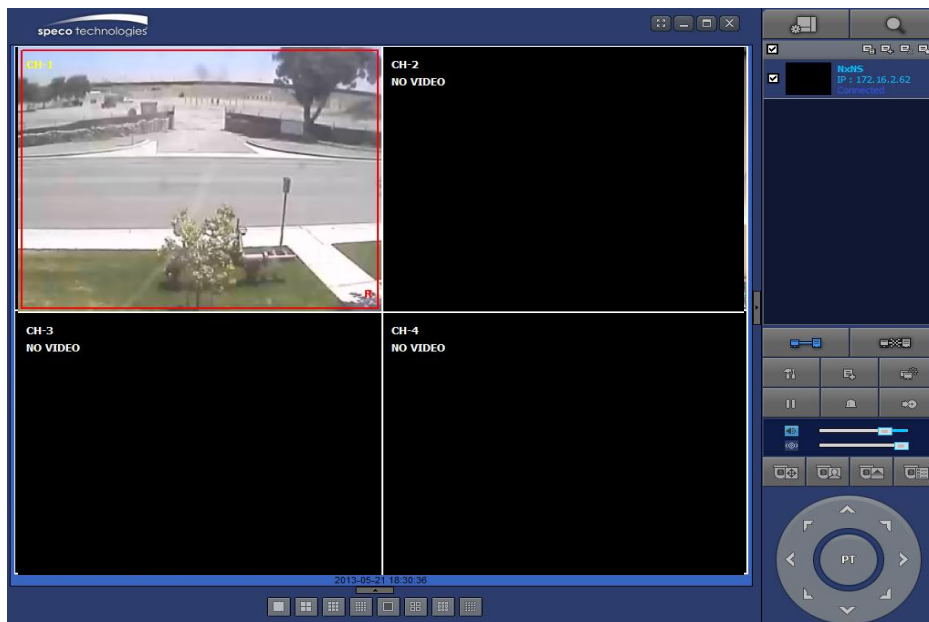 speco technologies
CH-1
CH-2
NO VIDEO
R
CH-3
NO VIDEO
CH-4
NO VIDEO
2013-05-21 18:30:36
NxNS
IP : 172.16.2.62
Connected
PT